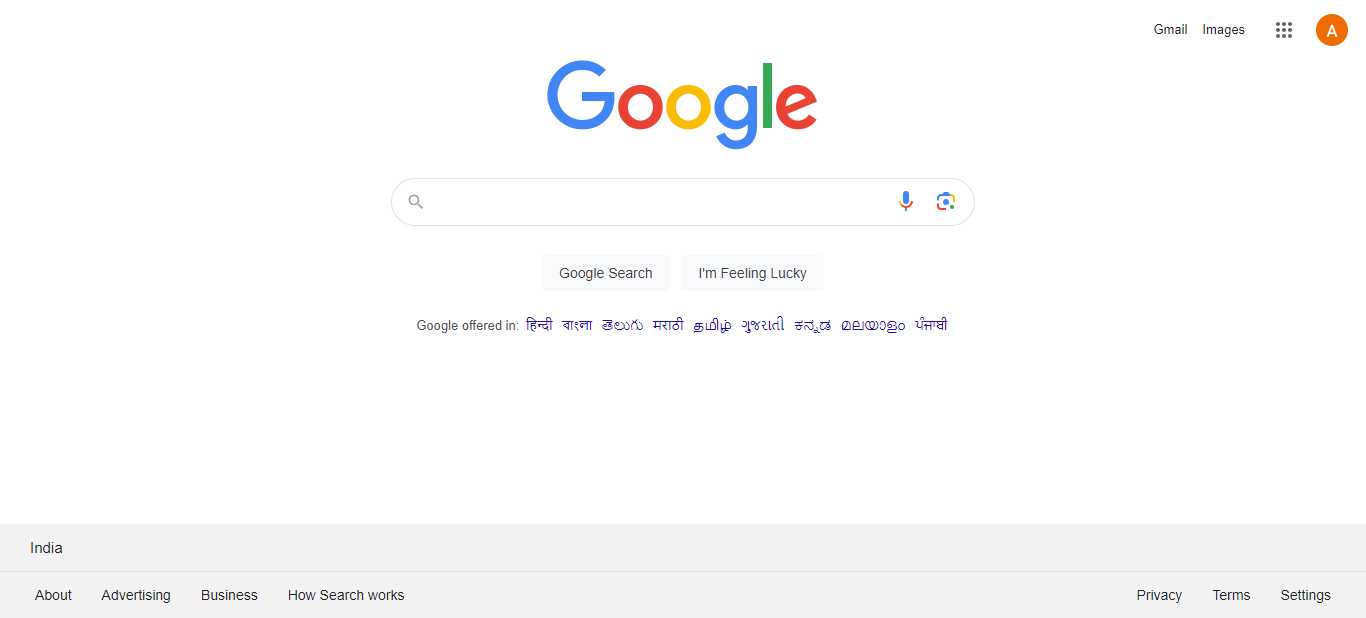 Gmail Images A
Google
Google Search I'm Feeling Lucky
Google offered in: हिन्दी বাংলা తెలుగు मराठी தமிழ் ગુજરાતી ಕನ್ನಡ മലയാളം ਪੰਜਾਬੀ
India
About Advertising Business How Search works Privacy Terms Settings